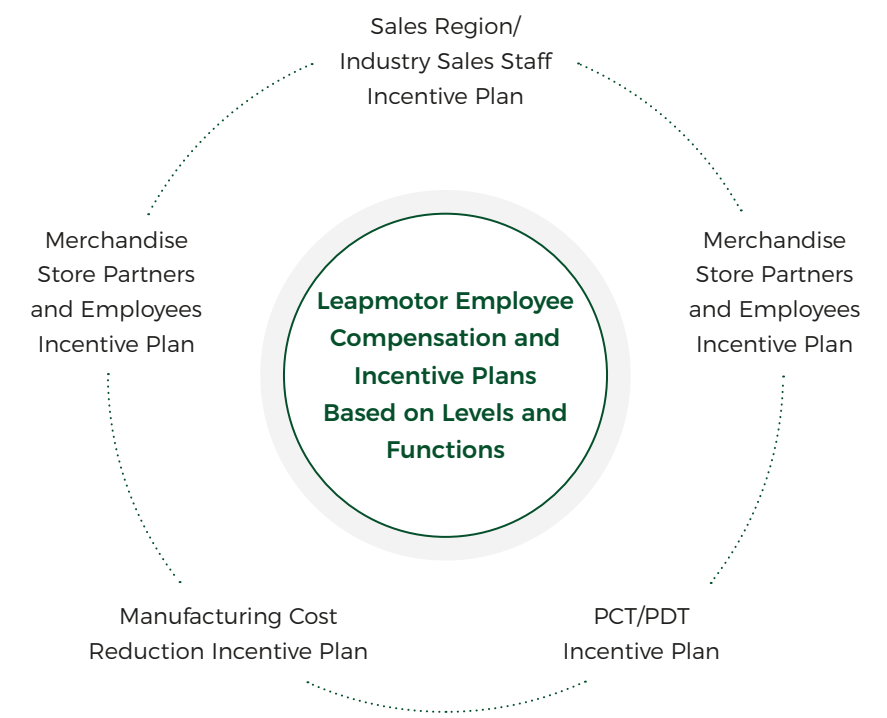 Sales Region/
Industry Sales Staff
Incentive Plan
Merchandise
Store Partners
and Employees
Incentive Plan
Merchandise
Store Partners
and Employees
Incentive Plan
Leapmotor Employee
Compensation and
Incentive Plans
Based on Levels and
Functions
Manufacturing Cost
Reduction Incentive Plan
PCT/PDT
Incentive Plan